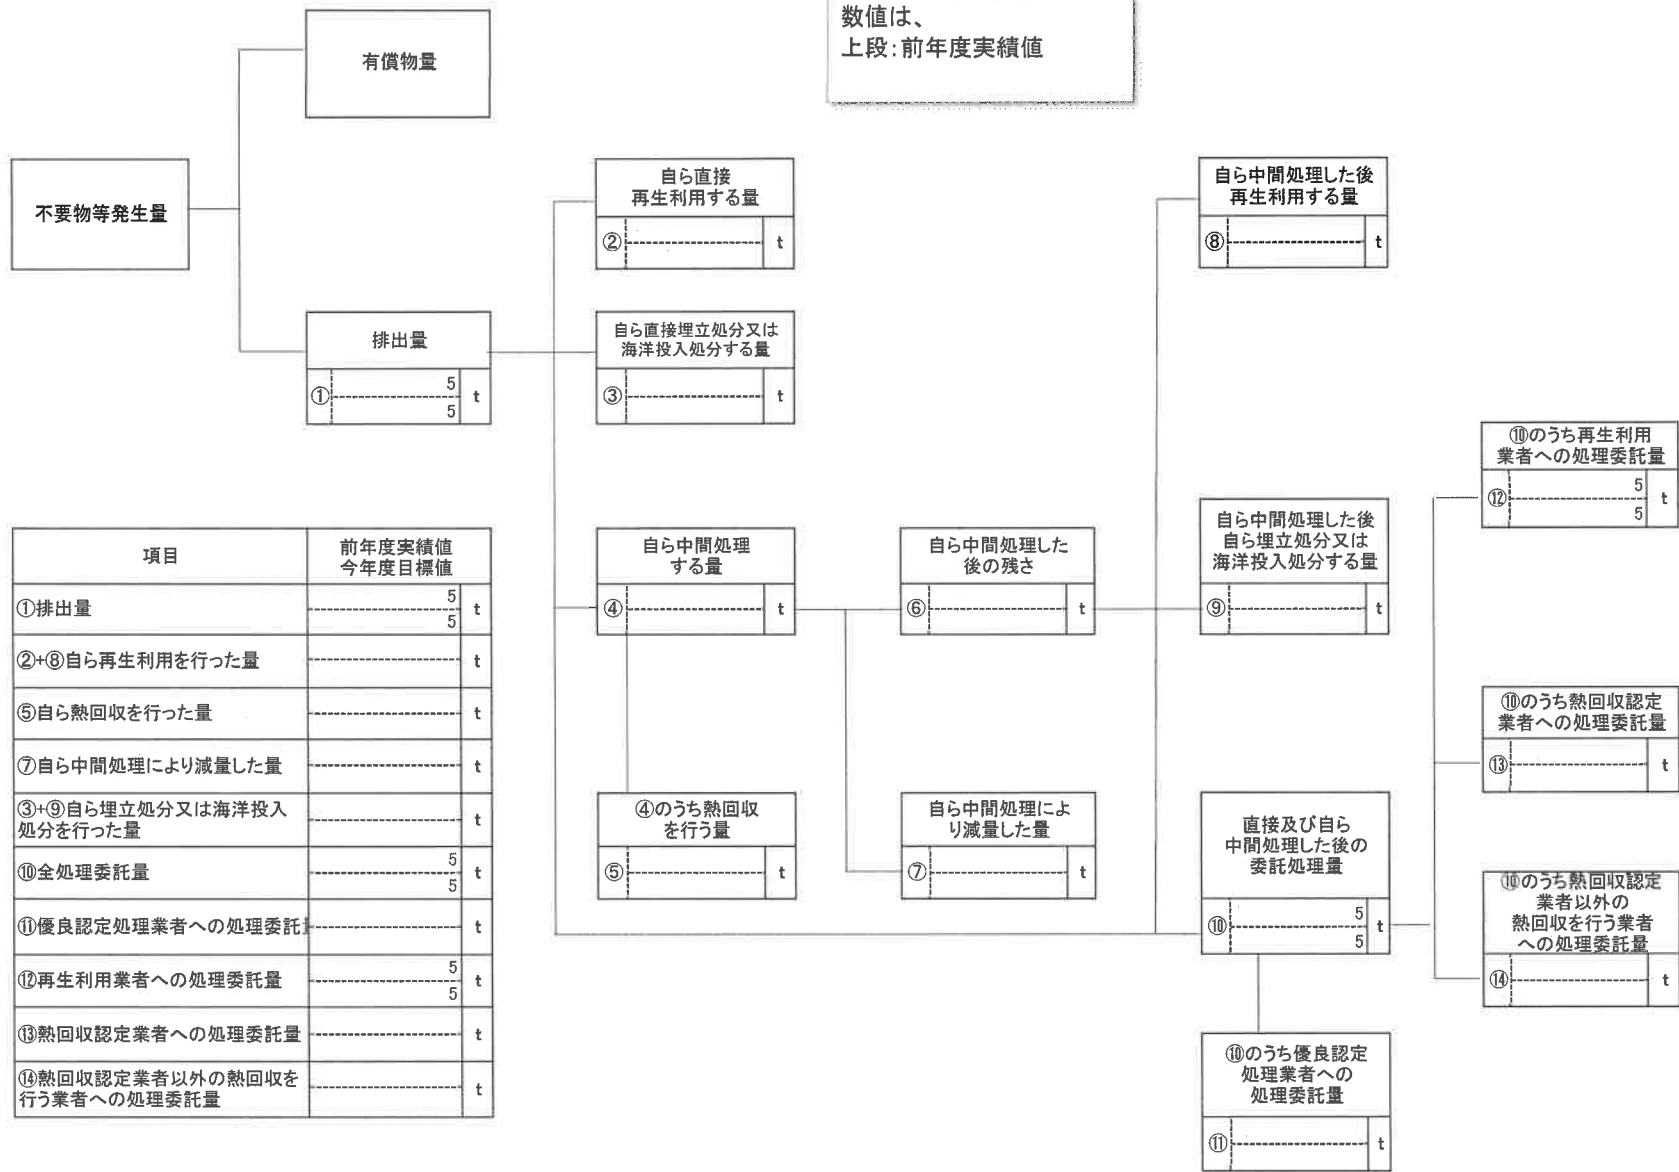 数値は、
上段:前年度実績値
有償物量
不要物等発生量
排出量
① 5 t
5
自ら直接
再生利用する量
② t
自ら直接埋立処分又は
海洋投入処分する量
③ t
自ら中間処理
する量
④ t
④のうち熱回収
を行う量
⑤ t
自ら中間処理した
後の残さ
⑥ t
自ら中間処理によ
り減量した量
⑦ t
自ら中間処理した後
再生利用する量
⑧ t
自ら中間処理した後
自ら埋立処分又は
海洋投入処分する量
⑨ t
直接及び自ら
中間処理した後の
委託処理量
⑩ 5 t
5
⑩のうち優良認定
処理業者への
処理委託量
⑪ t
⑩のうち再生利用
業者への処理委託量
⑫ 5 t
5
⑩のうち熱回収認定
業者への処理委託量
⑬ t
⑩のうち熱回収認定
業者以外の
熱回収を行う業者
への処理委託量
⑭ t
項目 前年度実績値
今年度目標値
①排出量 5 t
5
②+⑧自ら再生利用を行った量 t
⑤自ら熱回収を行った量 t
⑦自ら中間処理により減量した量 t
③+⑨自ら埋立処分又は海洋投入
処分を行った量 t
⑩全処理委託量 5 t
5
⑪優良認定処理業者への処理委託 t
⑫再生利用業者への処理委託量 5 t
5
⑬熱回収認定業者への処理委託量 t
⑭熱回収認定業者以外の熱回収を
行う業者への処理委託量 t